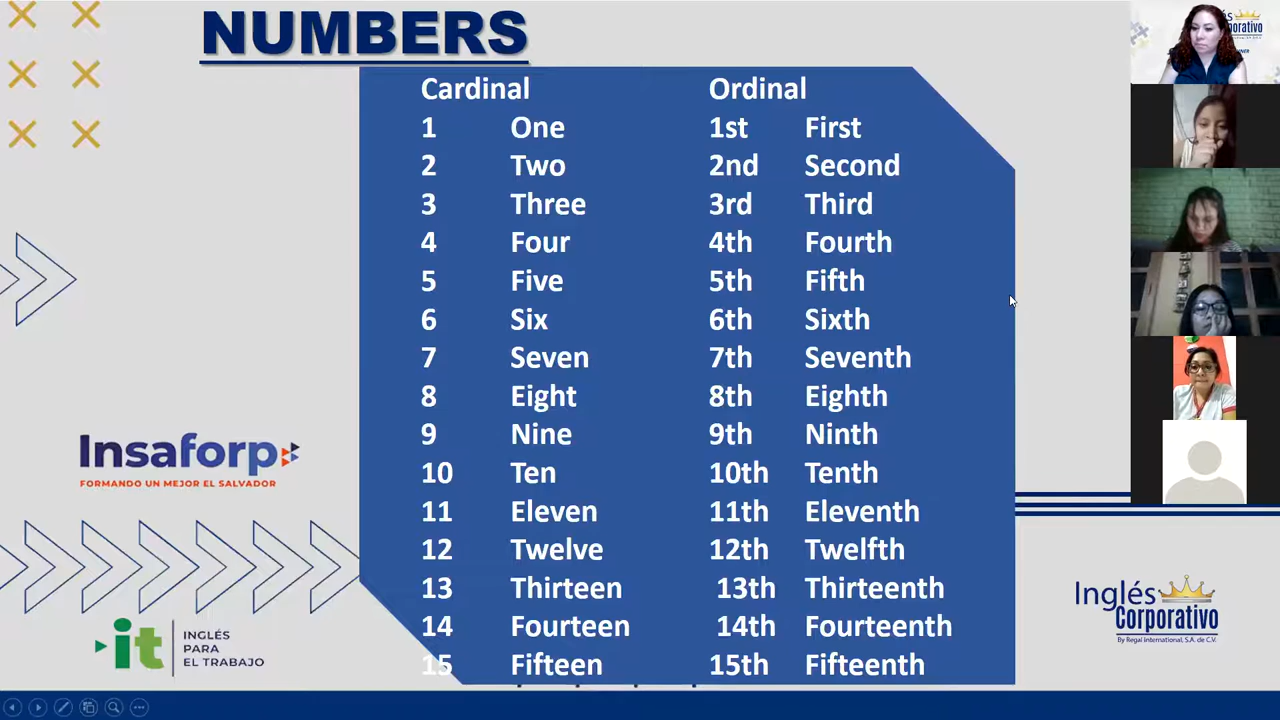 NUMBERS
Cardinal Ordinal
1 One 1st First
2 Two 2nd Second
3 Three 3rd Third
4 Four 4th Fourth
5 Five 5th Fifth
6 Six 6th Sixth
7 Seven 7th Seventh
8 Eight 8th Eighth
9 Nine 9th Ninth
10 Ten 10th Tenth
11 Eleven 11th Eleventh
12 Twelve 12th Twelfth
13 Thirteen 13th Thirteenth
14 Fourteen 14th Fourteenth
15 Fifteen 15th Fifteenth
Insaforp
FORMANDO UN MEJOR EL SALVADOR
it
INGLÉS
PARA
EL TRABAJO
Inglés
Corporativo
By Regal International, S.A. de C.V.